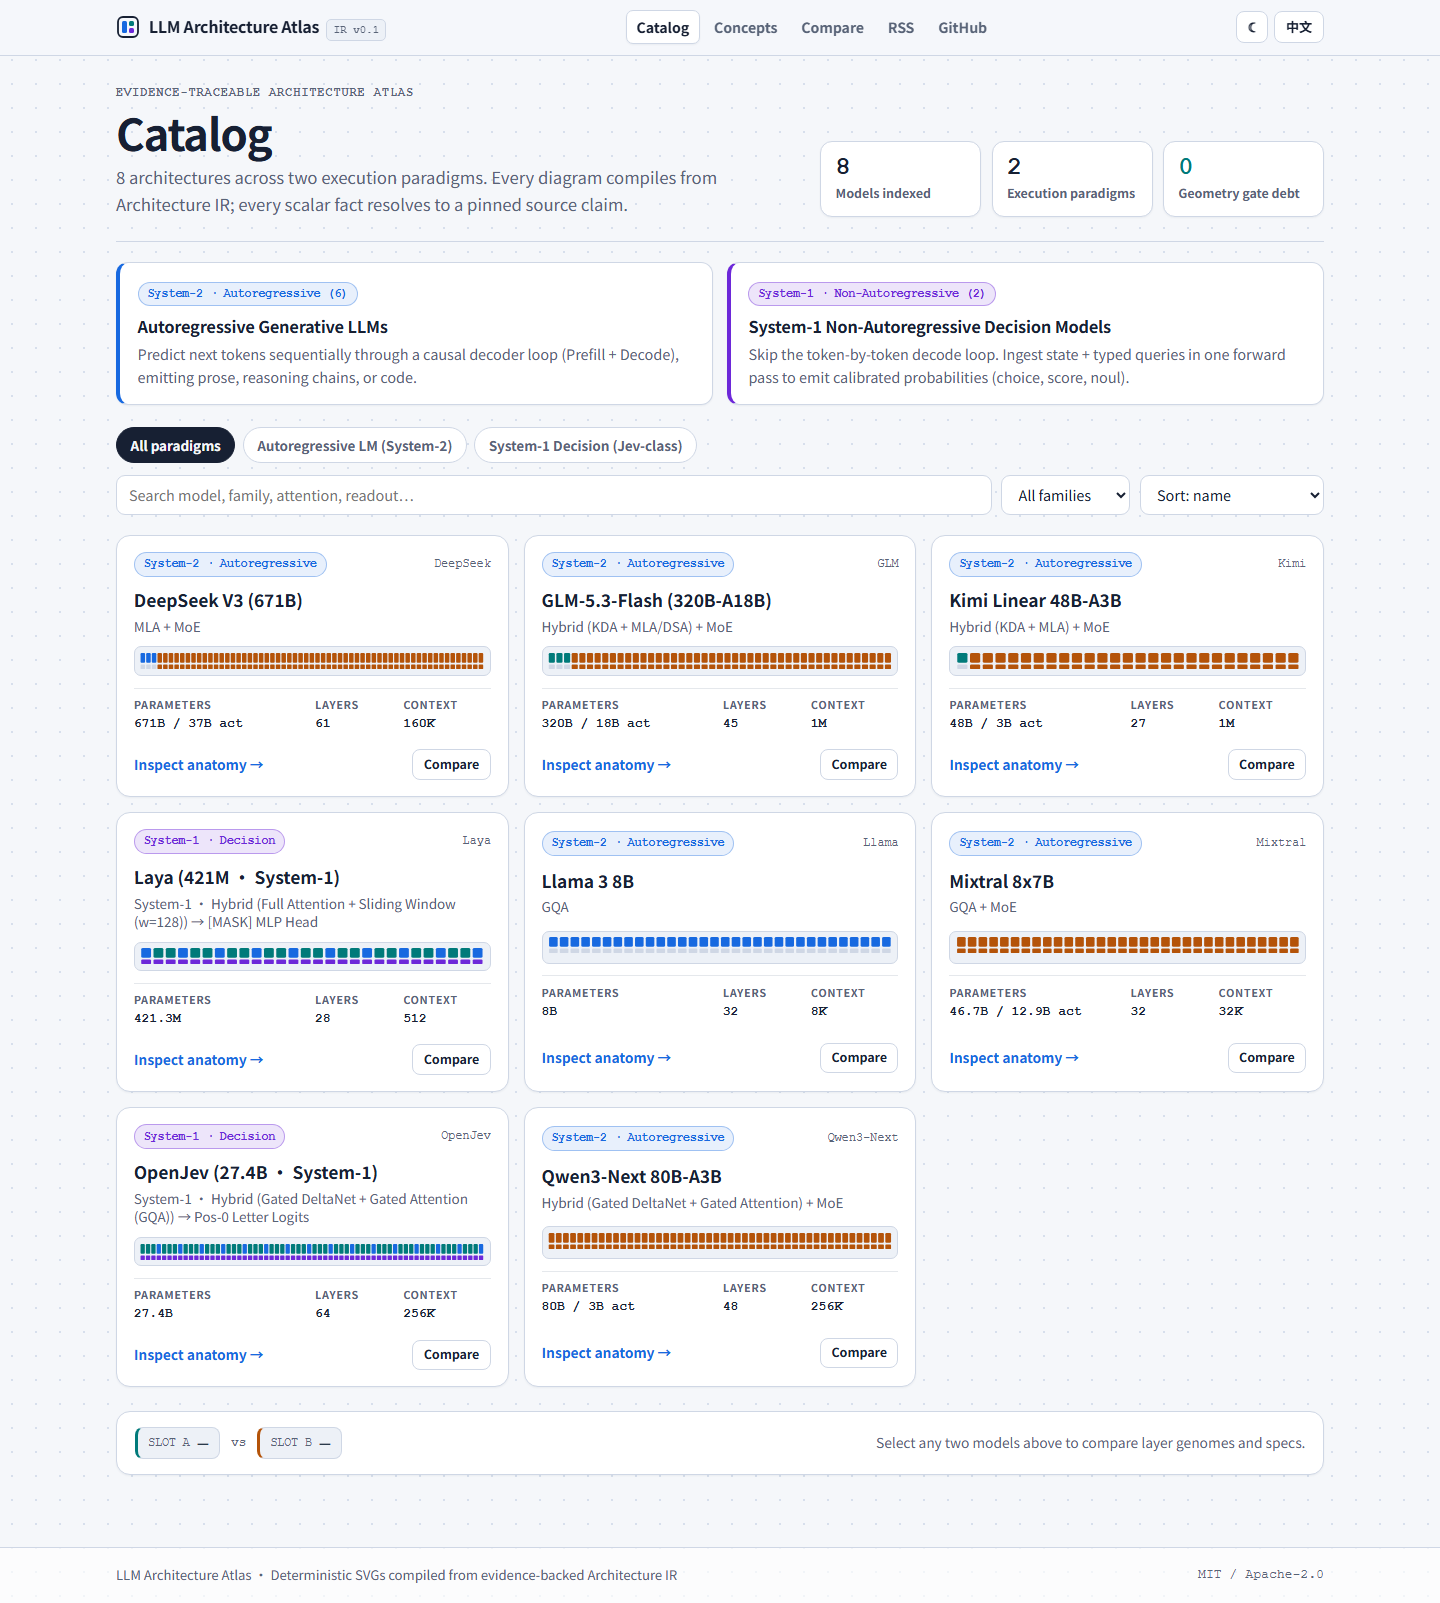 LLM Architecture Atlas IR v0.1 Catalog Concepts Compare RSS GitHub 中文
EVIDENCE-TRACEABLE ARCHITECTURE ATLAS
Catalog
8 architectures across two execution paradigms. Every diagram compiles from
Architecture IR; every scalar fact resolves to a pinned source claim.
8
Models indexed
2
Execution paradigms
0
Geometry gate debt
System-2 · Autoregressive (6)
Autoregressive Generative LLMs
Predict next tokens sequentially through a causal decoder loop (Prefill + Decode),
emitting prose, reasoning chains, or code.
System-1 · Non-Autoregressive (2)
System-1 Non-Autoregressive Decision Models
Skip the token-by-token decode loop. Ingest state + typed queries in one forward
pass to emit calibrated probabilities (choice, score, noul).
All paradigms Autoregressive LM (System-2) System-1 Decision (Jev-class)
Search model, family, attention, readout… All families Sort: name
System-2 · Autoregressive DeepSeek
DeepSeek V3 (671B)
MLA + MoE
PARAMETERS LAYERS CONTEXT
671B / 37B act 61 160K
Inspect anatomy → Compare
System-2 · Autoregressive GLM
GLM-5.3-Flash (320B-A18B)
Hybrid (KDA + MLA/DSA) + MoE
PARAMETERS LAYERS CONTEXT
320B / 18B act 45 1M
Inspect anatomy → Compare
System-2 · Autoregressive Kimi
Kimi Linear 48B-A3B
Hybrid (KDA + MLA) + MoE
PARAMETERS LAYERS CONTEXT
48B / 3B act 27 1M
Inspect anatomy → Compare
System-1 · Decision Laya
Laya (421M · System-1)
System-1 · Hybrid (Full Attention + Sliding Window
(w=128)) → [MASK] MLP Head
PARAMETERS LAYERS CONTEXT
421.3M 28 512
Inspect anatomy → Compare
System-2 · Autoregressive Llama
Llama 3 8B
GQA
PARAMETERS LAYERS CONTEXT
8B 32 8K
Inspect anatomy → Compare
System-2 · Autoregressive Mixtral
Mixtral 8x7B
GQA + MoE
PARAMETERS LAYERS CONTEXT
46.7B / 12.9B act 32 32K
Inspect anatomy → Compare
System-1 · Decision OpenJev
OpenJev (27.4B · System-1)
System-1 · Hybrid (Gated DeltaNet + Gated Attention
(GQA)) → Pos-0 Letter Logits
PARAMETERS LAYERS CONTEXT
27.4B 64 256K
Inspect anatomy → Compare
System-2 · Autoregressive Qwen3-Next
Qwen3-Next 80B-A3B
Hybrid (Gated DeltaNet + Gated Attention) + MoE
PARAMETERS LAYERS CONTEXT
80B / 3B act 48 256K
Inspect anatomy → Compare
SLOT A — vs SLOT B — Select any two models above to compare layer genomes and specs.
LLM Architecture Atlas · Deterministic SVGs compiled from evidence-backed Architecture IR MIT / Apache-2.0